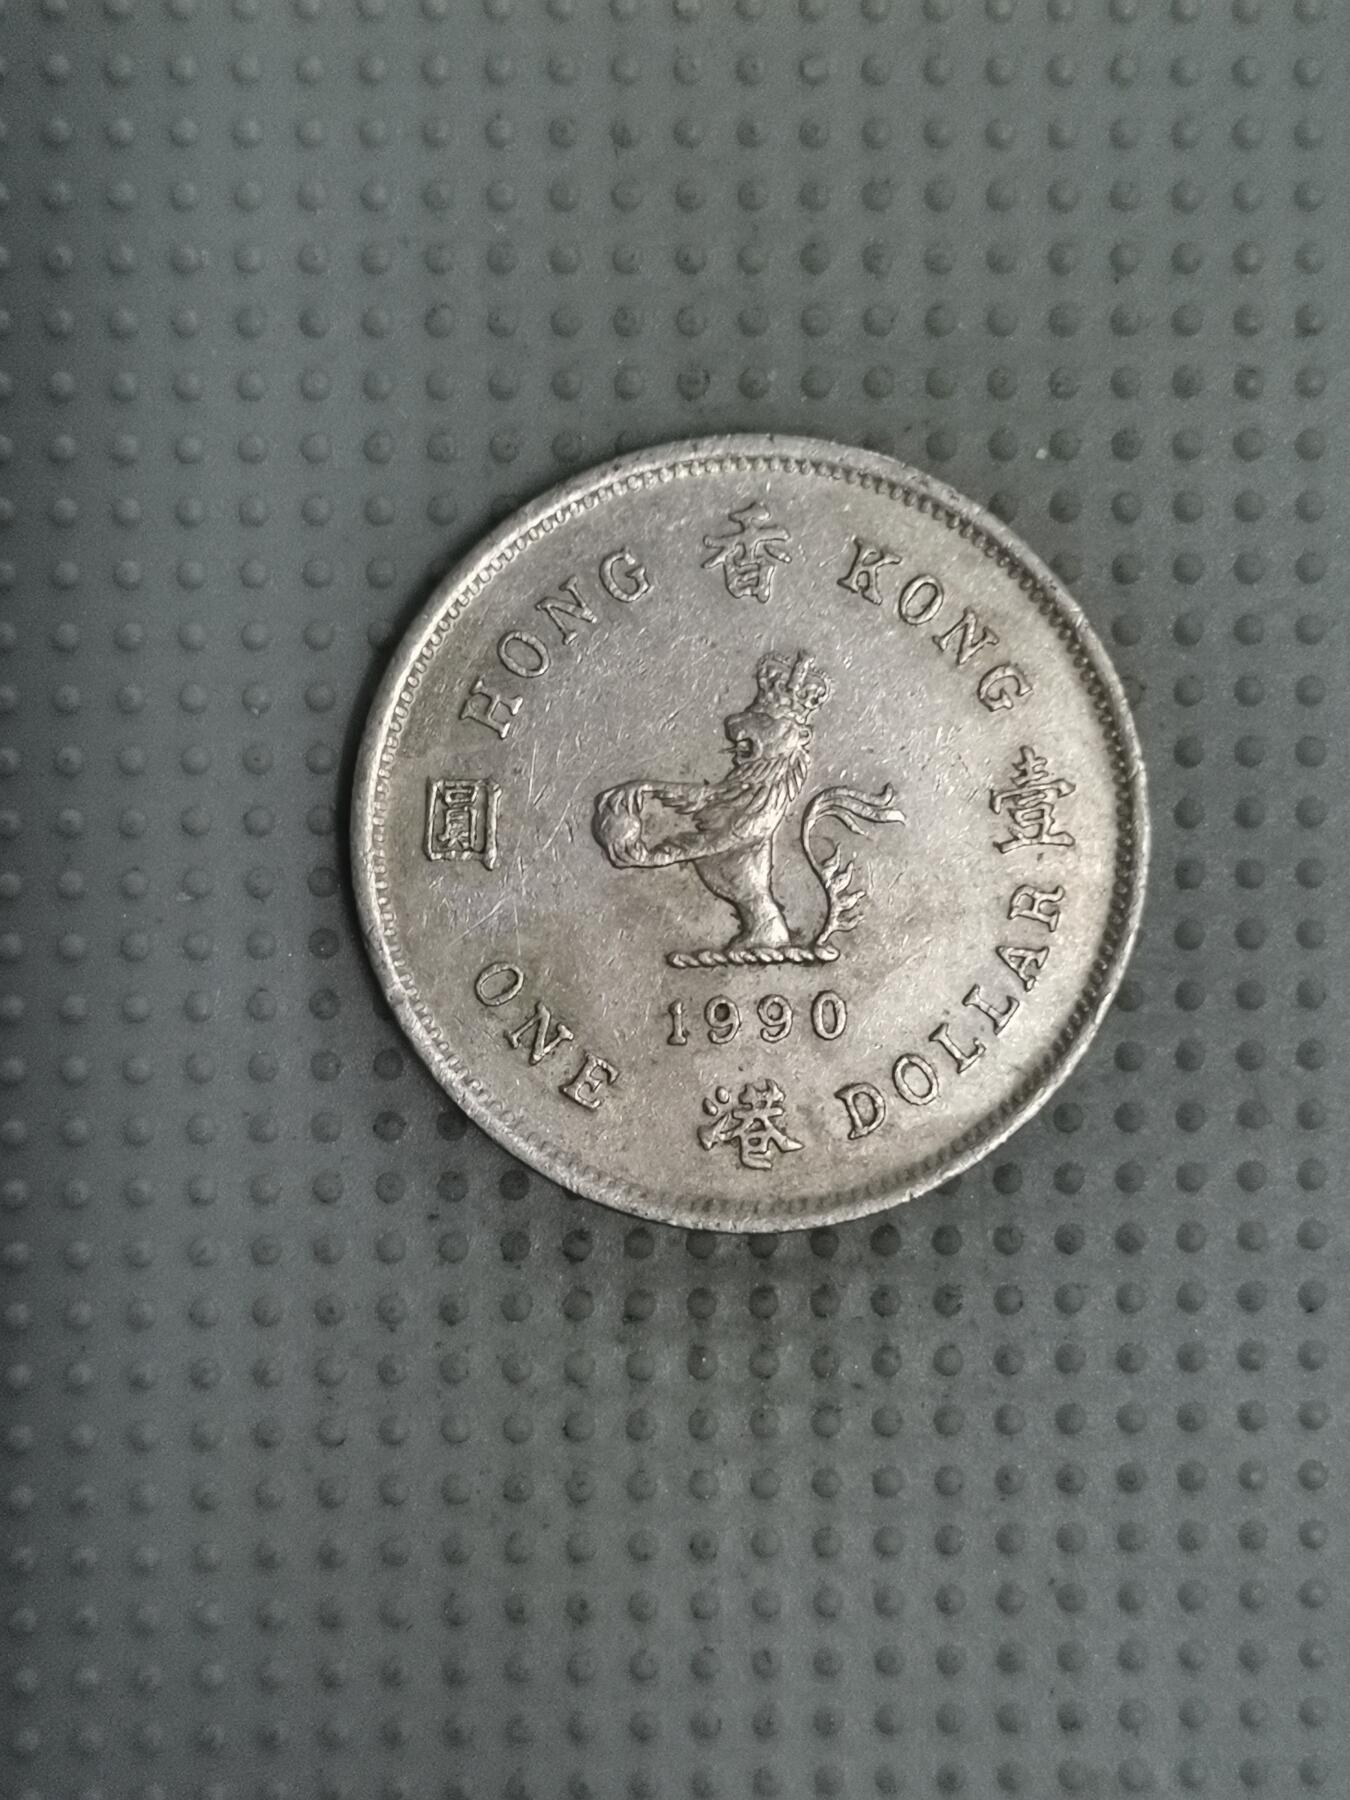 HONG 香 KONG
圓
壹
1990
ONE 港 DOLLAR